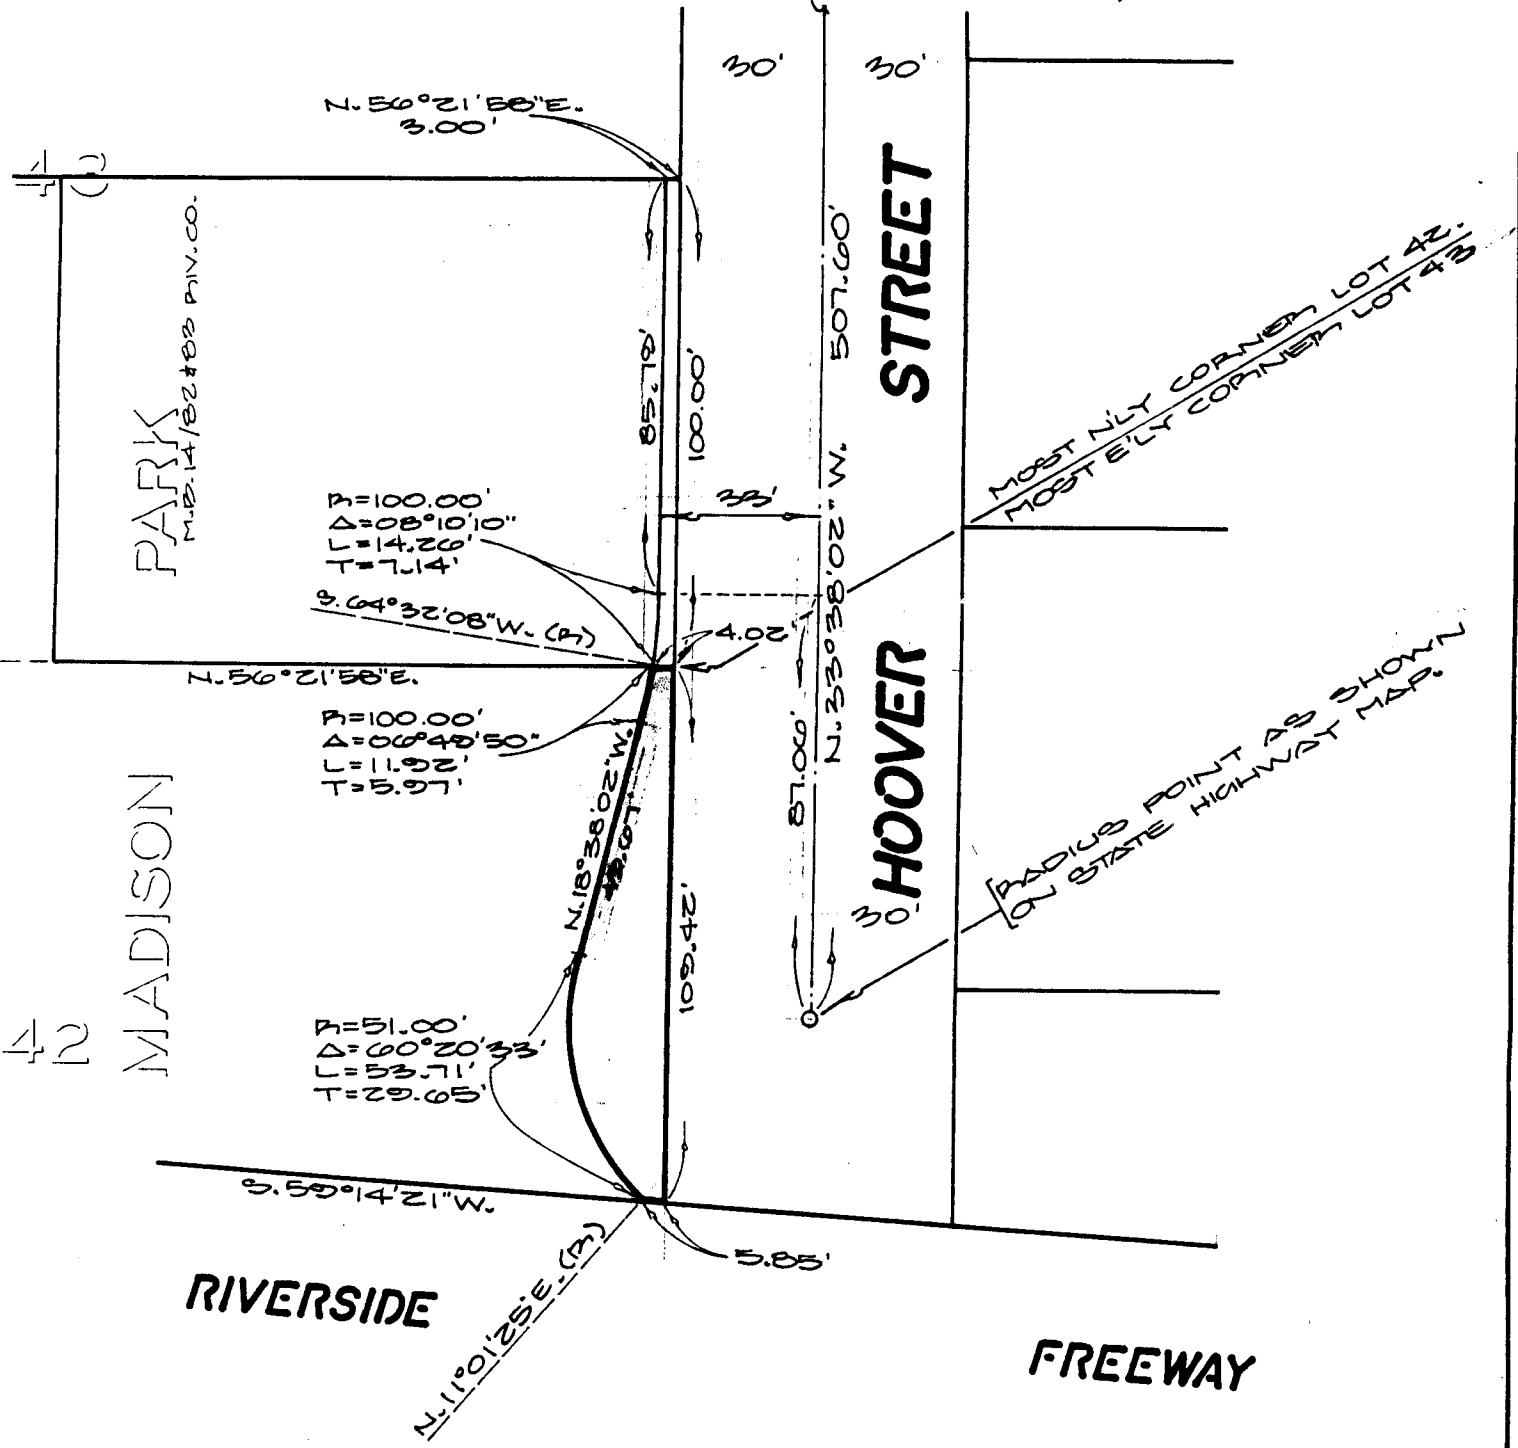 30'
30'
N.56°21'58"E.
3.00'
M.B.14/82&83 RIV.CO.
PARK
MADISON
42
85.78'
100.00'
507.60'
STREET
MOST N'LY CORNER LOT 42.
MOST E'LY CORNER LOT 43
33'
R=100.00'
Δ=08°10'10"
L=14.26'
T=7.14'
S.64°32'08"W. (R)
4.02'
N.33°38'02"W.
N.56°21'58"E.
R=100.00'
Δ=06°49'50"
L=11.92'
T=5.97'
N.18°38'02"W.
87.06'
HOOVER
RADIUS POINT AS SHOWN
ON STATE HIGHWAY MAP.
30'
109.42'
R=51.00'
Δ=60°20'33'
L=53.71'
T=29.65'
S.59°14'21"W.
5.85'
N.11°01'25"E.(R)
RIVERSIDE
FREEWAY